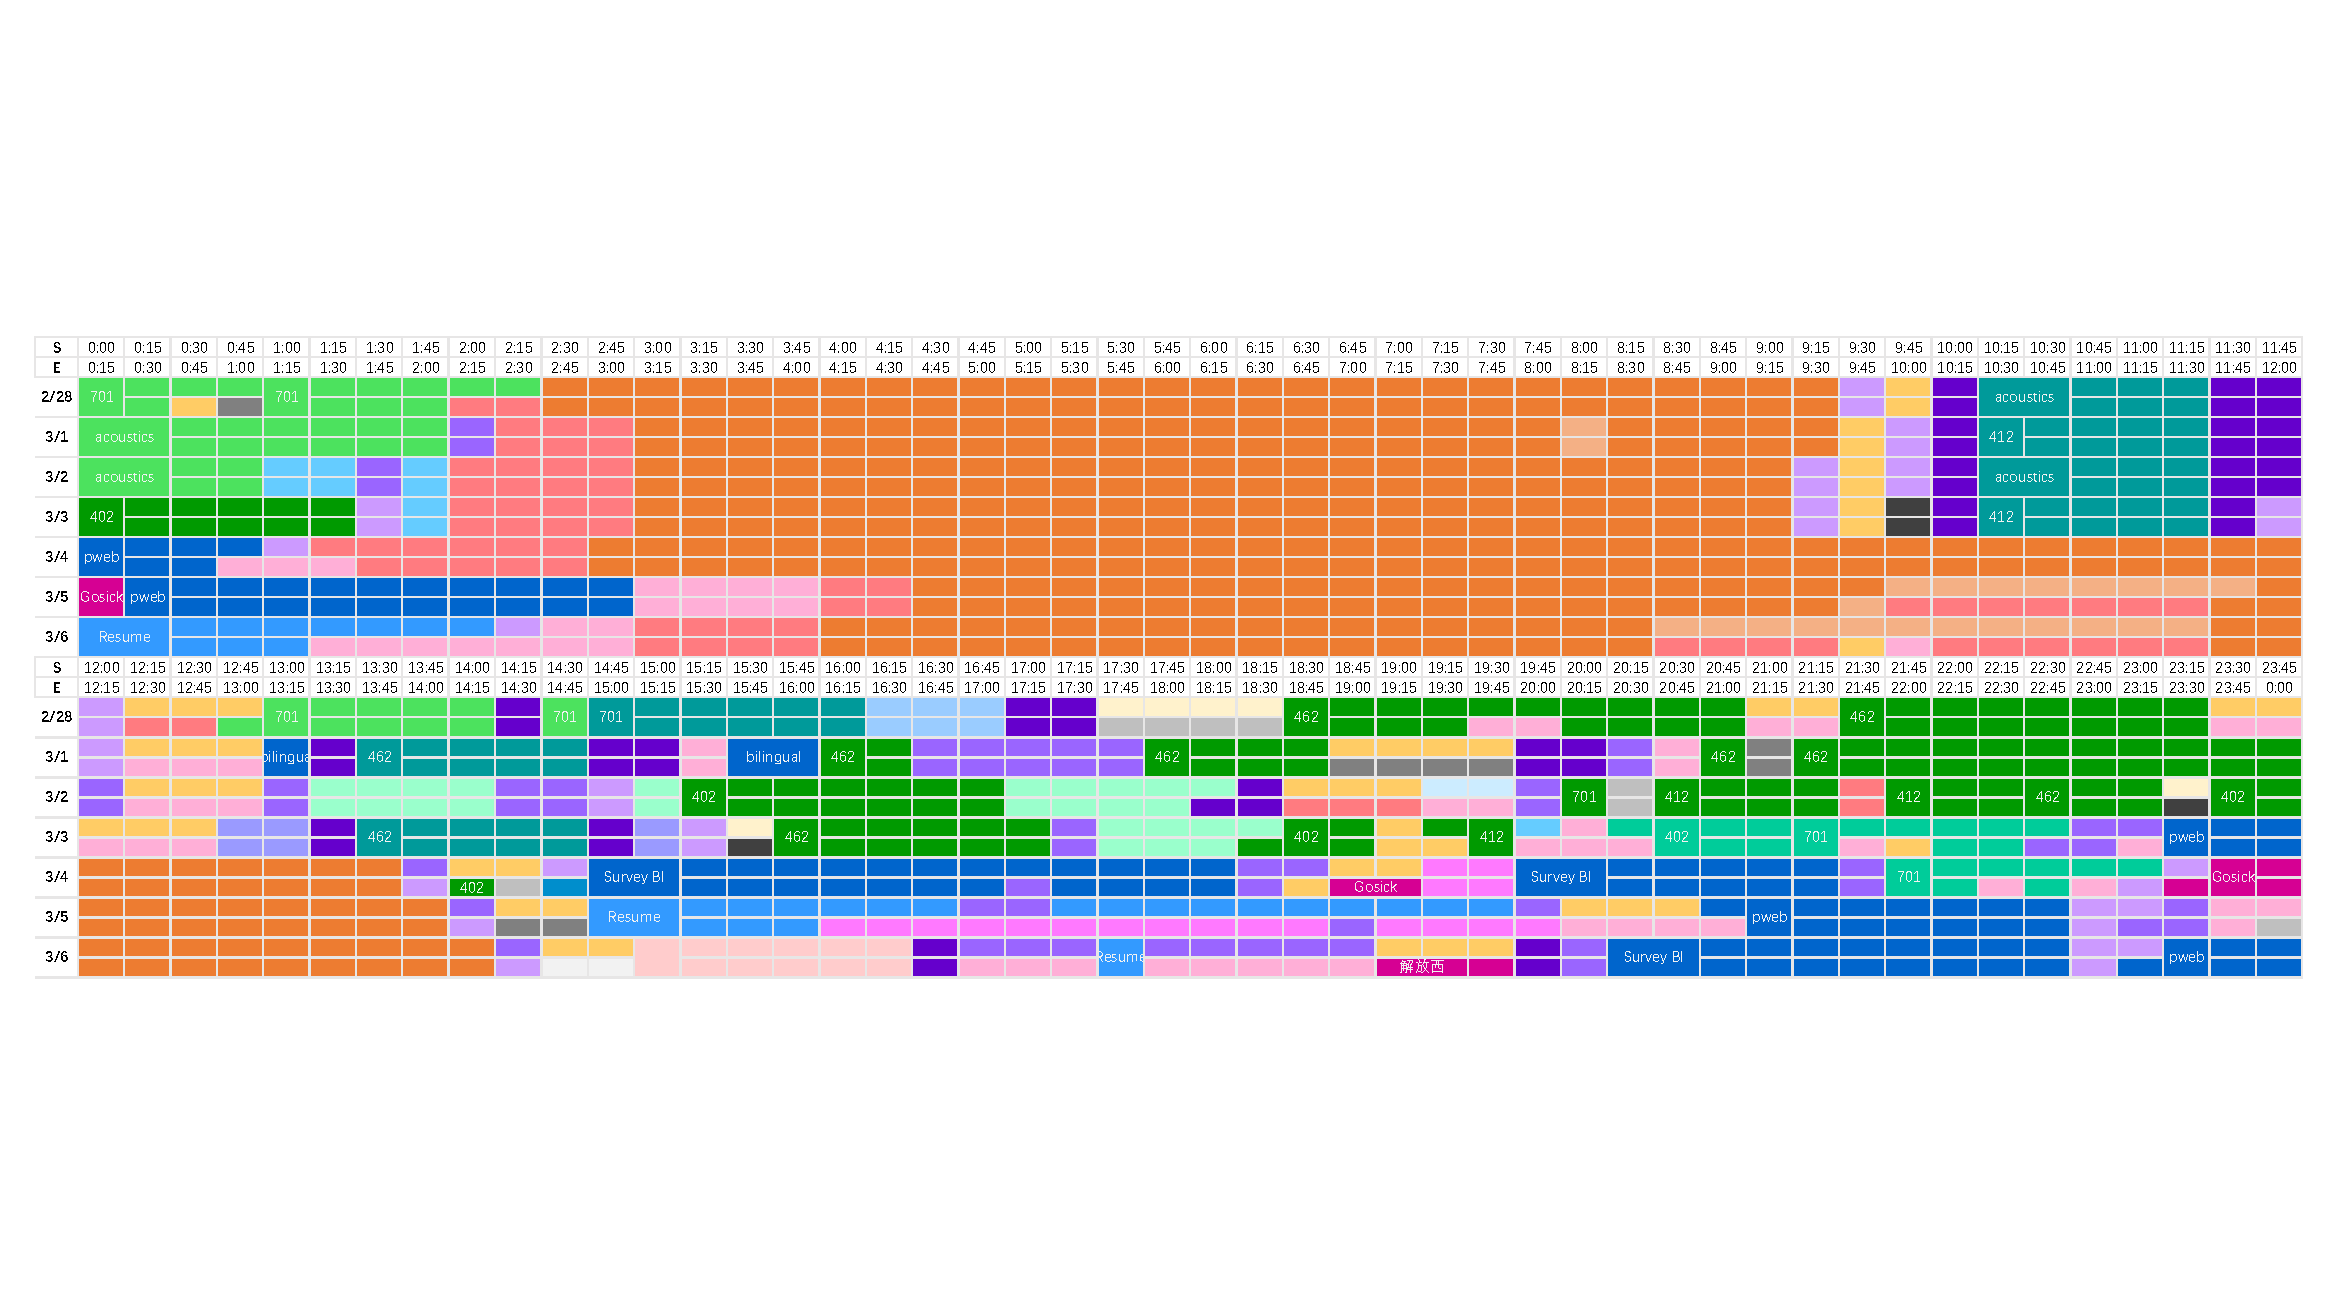 S 0:00 0:15 0:30 0:45 1:00 1:15 1:30 1:45 2:00 2:15 2:30 2:45 3:00 3:15 3:30 3:45 4:00 4:15 4:30 4:45 5:00 5:15 5:30 5:45 6:00 6:15 6:30 6:45 7:00 7:15 7:30 7:45 8:00 8:15 8:30 8:45 9:00 9:15 9:30 9:45 10:00 10:15 10:30 10:45 11:00 11:15 11:30 11:45
E 0:15 0:30 0:45 1:00 1:15 1:30 1:45 2:00 2:15 2:30 2:45 3:00 3:15 3:30 3:45 4:00 4:15 4:30 4:45 5:00 5:15 5:30 5:45 6:00 6:15 6:30 6:45 7:00 7:15 7:30 7:45 8:00 8:15 8:30 8:45 9:00 9:15 9:30 9:45 10:00 10:15 10:30 10:45 11:00 11:15 11:30 11:45 12:00
2/28 701 701 acoustics
3/1 acoustics 412
3/2 acoustics acoustics
3/3 402 412
3/4 pweb
3/5 Gosick pweb
3/6 Resume
S 12:00 12:15 12:30 12:45 13:00 13:15 13:30 13:45 14:00 14:15 14:30 14:45 15:00 15:15 15:30 15:45 16:00 16:15 16:30 16:45 17:00 17:15 17:30 17:45 18:00 18:15 18:30 18:45 19:00 19:15 19:30 19:45 20:00 20:15 20:30 20:45 21:00 21:15 21:30 21:45 22:00 22:15 22:30 22:45 23:00 23:15 23:30 23:45
E 12:15 12:30 12:45 13:00 13:15 13:30 13:45 14:00 14:15 14:30 14:45 15:00 15:15 15:30 15:45 16:00 16:15 16:30 16:45 17:00 17:15 17:30 17:45 18:00 18:15 18:30 18:45 19:00 19:15 19:30 19:45 20:00 20:15 20:30 20:45 21:00 21:15 21:30 21:45 22:00 22:15 22:30 22:45 23:00 23:15 23:30 23:45 0:00
2/28 701 701 701 462 462
3/1 bilingua 462 bilingual 462 462 462 462
3/2 402 701 412 412 462 402
3/3 462 462 402 412 402 701 pweb
3/4 402 Survey BI Gosick Survey BI 701 Gosick
3/5 Resume pweb
3/6 Resume 解放西 Survey BI pweb